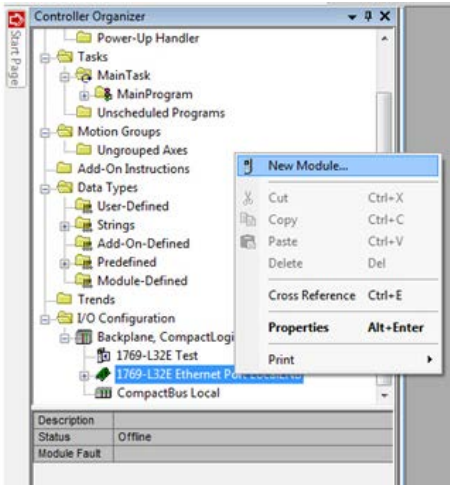 Controller Organizer
Start Page
Power-Up Handler
Tasks
MainTask
MainProgram
Unscheduled Programs
Motion Groups
Ungrouped Axes
Add-On Instructions
Data Types
User-Defined
Strings
Add-On-Defined
Predefined
Module-Defined
Trends
I/O Configuration
Backplane, CompactLogi
1769-L32E Test
1769-L32E Ethernet Port LocalENB
CompactBus Local
New Module...
Cut Ctrl+X
Copy Ctrl+C
Paste Ctrl+V
Delete Del
Cross Reference Ctrl+E
Properties Alt+Enter
Print
Description
Status Offline
Module Fault